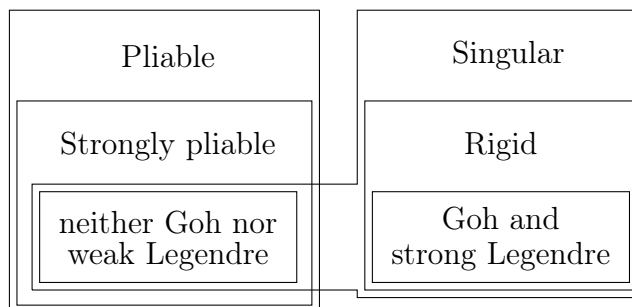 Pliable
Singular
Strongly pliable
Rigid
neither Goh nor
weak Legendre
Goh and
strong Legendre